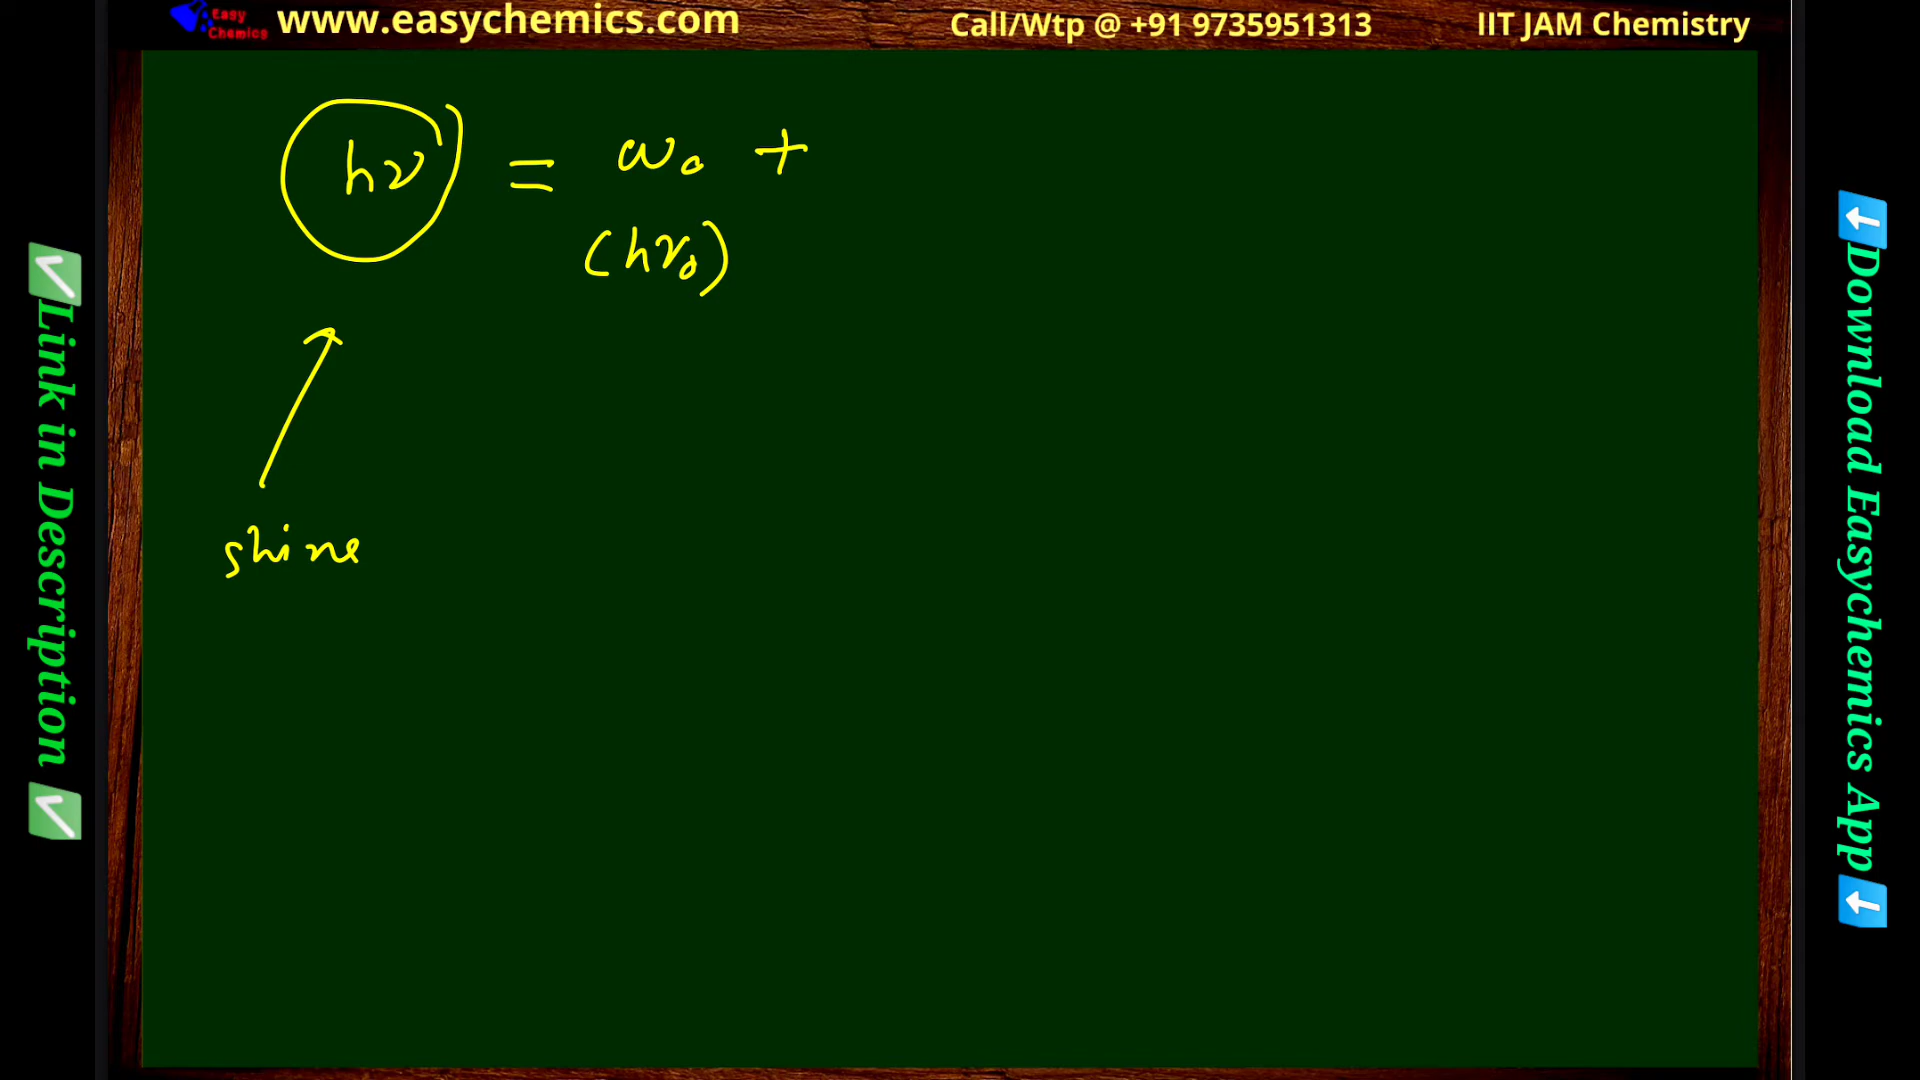 Easy Chemics
www.easychemics.com
Call/Wtp @ +91 9735951313
IIT JAM Chemistry
hν = ω₀ +
(hν₀)
shine
✅Link in Description ✅
⬆Download Easychemics App⬆